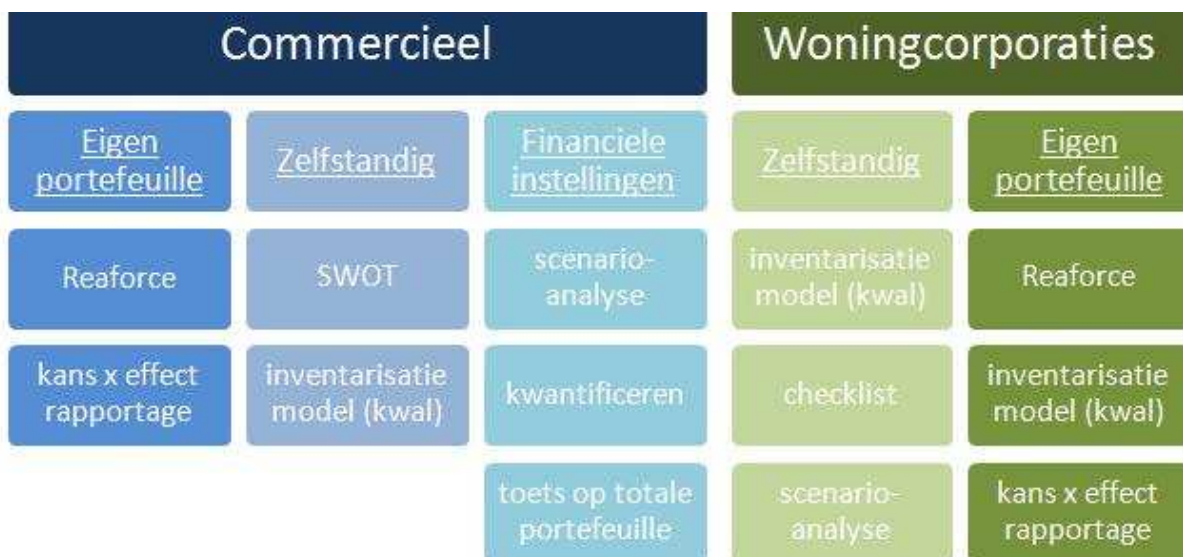 Commercieel
Woningcorporaties
Eigen
portefeuille
Zelfstandig
Financiele
instellingen
Zelfstandig
Eigen
portefeuille
Reaforce
SWOT
scenario-
analyse
inventarisatie
model (kwal)
Reaforce
kans x effect
rapportage
inventarisatie
model (kwal)
kwantificeren
checklist
inventarisatie
model (kwal)
toets op totale
portefeuille
scenario-
analyse
kans x effect
rapportage